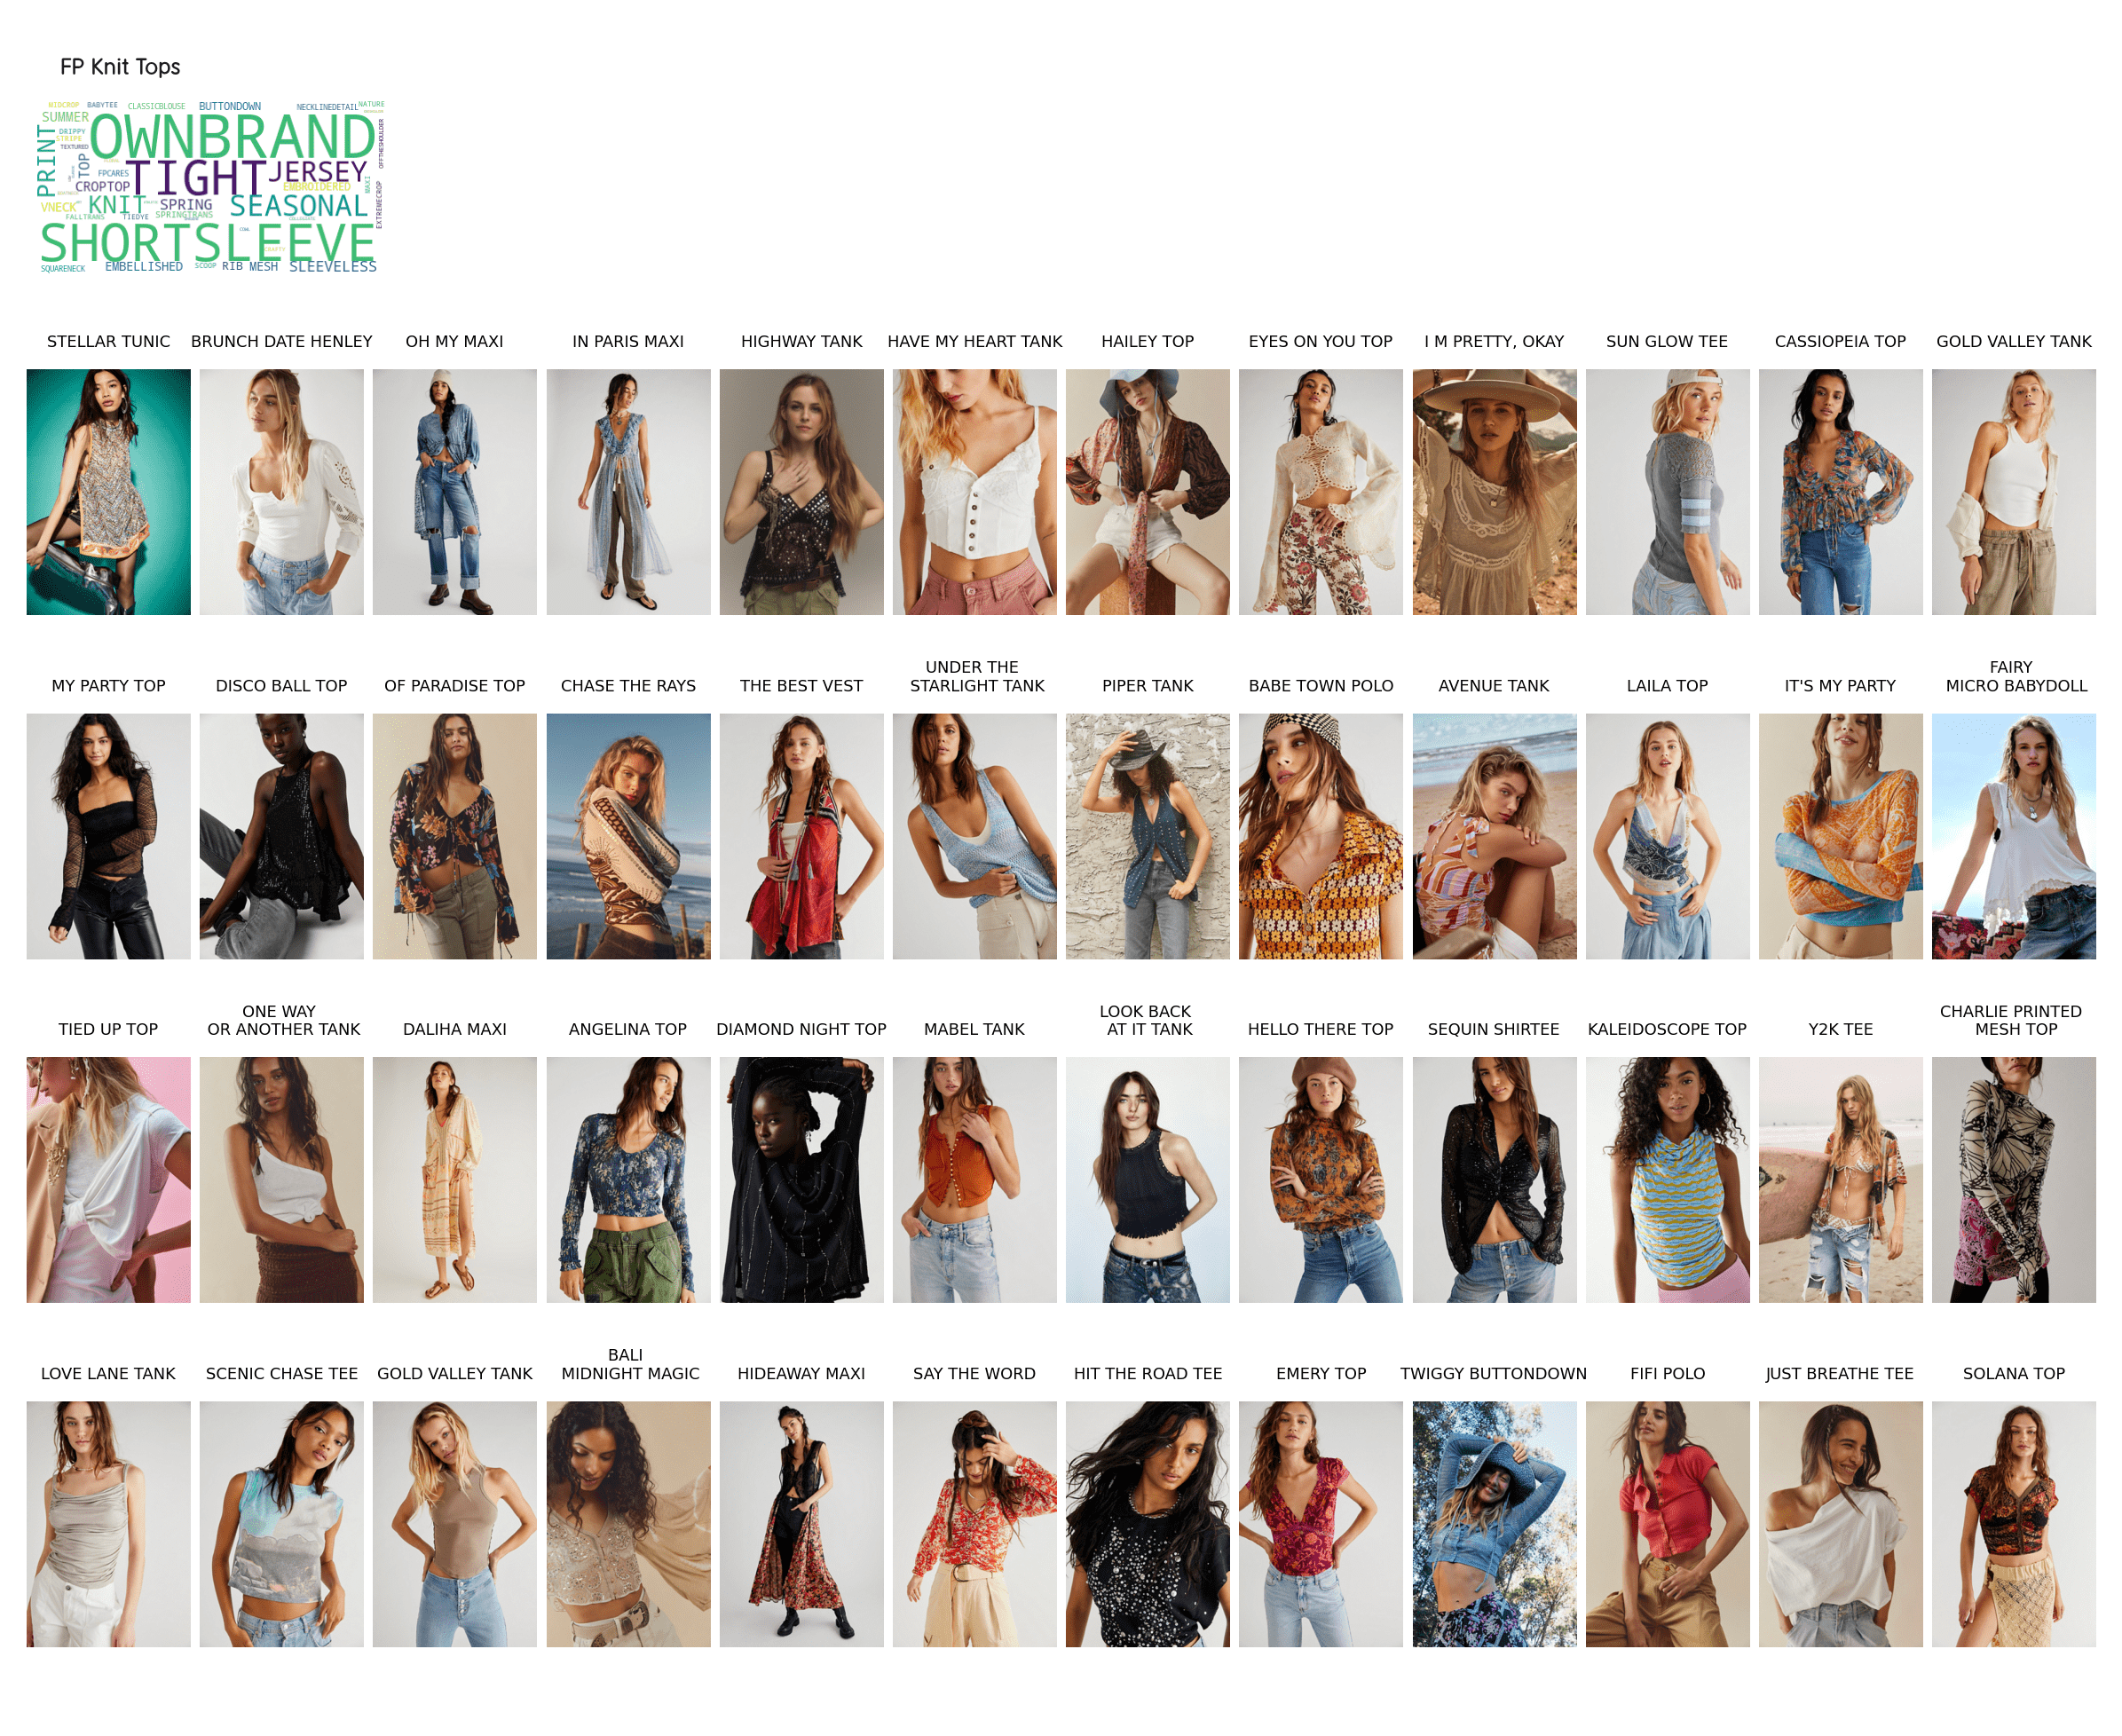 FP Knit Tops
MIDCROP BABYTEE CLASSICBLOUSE BUTTONDOWN NECKLINEDETAIL NATURE
SUMMER
OWNBRAND
PRINT
DRIPPY
STRIPE
TEXTURED
TOP
OFFTHESHOULDER
TIGHT JERSEY
FPCARES
CROPTOP
EMBROIDERED
MAXI
EXTREMECROP
VNECK KNIT SPRING SEASONAL
FALLTRANS TIEDYE SPRINGTRANS
SHORTSLEEVE
COWL
CRAFTY
SQUARENECK EMBELLISHED SCOOP RIB MESH SLEEVELESS
STELLAR TUNIC
BRUNCH DATE HENLEY
OH MY MAXI
IN PARIS MAXI
HIGHWAY TANK
HAVE MY HEART TANK
HAILEY TOP
EYES ON YOU TOP
I M PRETTY, OKAY
SUN GLOW TEE
CASSIOPEIA TOP
GOLD VALLEY TANK
MY PARTY TOP
DISCO BALL TOP
OF PARADISE TOP
CHASE THE RAYS
THE BEST VEST
UNDER THE
STARLIGHT TANK
PIPER TANK
BABE TOWN POLO
AVENUE TANK
LAILA TOP
IT'S MY PARTY
FAIRY
MICRO BABYDOLL
TIED UP TOP
ONE WAY
OR ANOTHER TANK
DALIHA MAXI
ANGELINA TOP
DIAMOND NIGHT TOP
MABEL TANK
LOOK BACK
AT IT TANK
HELLO THERE TOP
SEQUIN SHIRTEE
KALEIDOSCOPE TOP
Y2K TEE
CHARLIE PRINTED
MESH TOP
LOVE LANE TANK
SCENIC CHASE TEE
GOLD VALLEY TANK
BALI
MIDNIGHT MAGIC
HIDEAWAY MAXI
SAY THE WORD
HIT THE ROAD TEE
EMERY TOP
TWIGGY BUTTONDOWN
FIFI POLO
JUST BREATHE TEE
SOLANA TOP